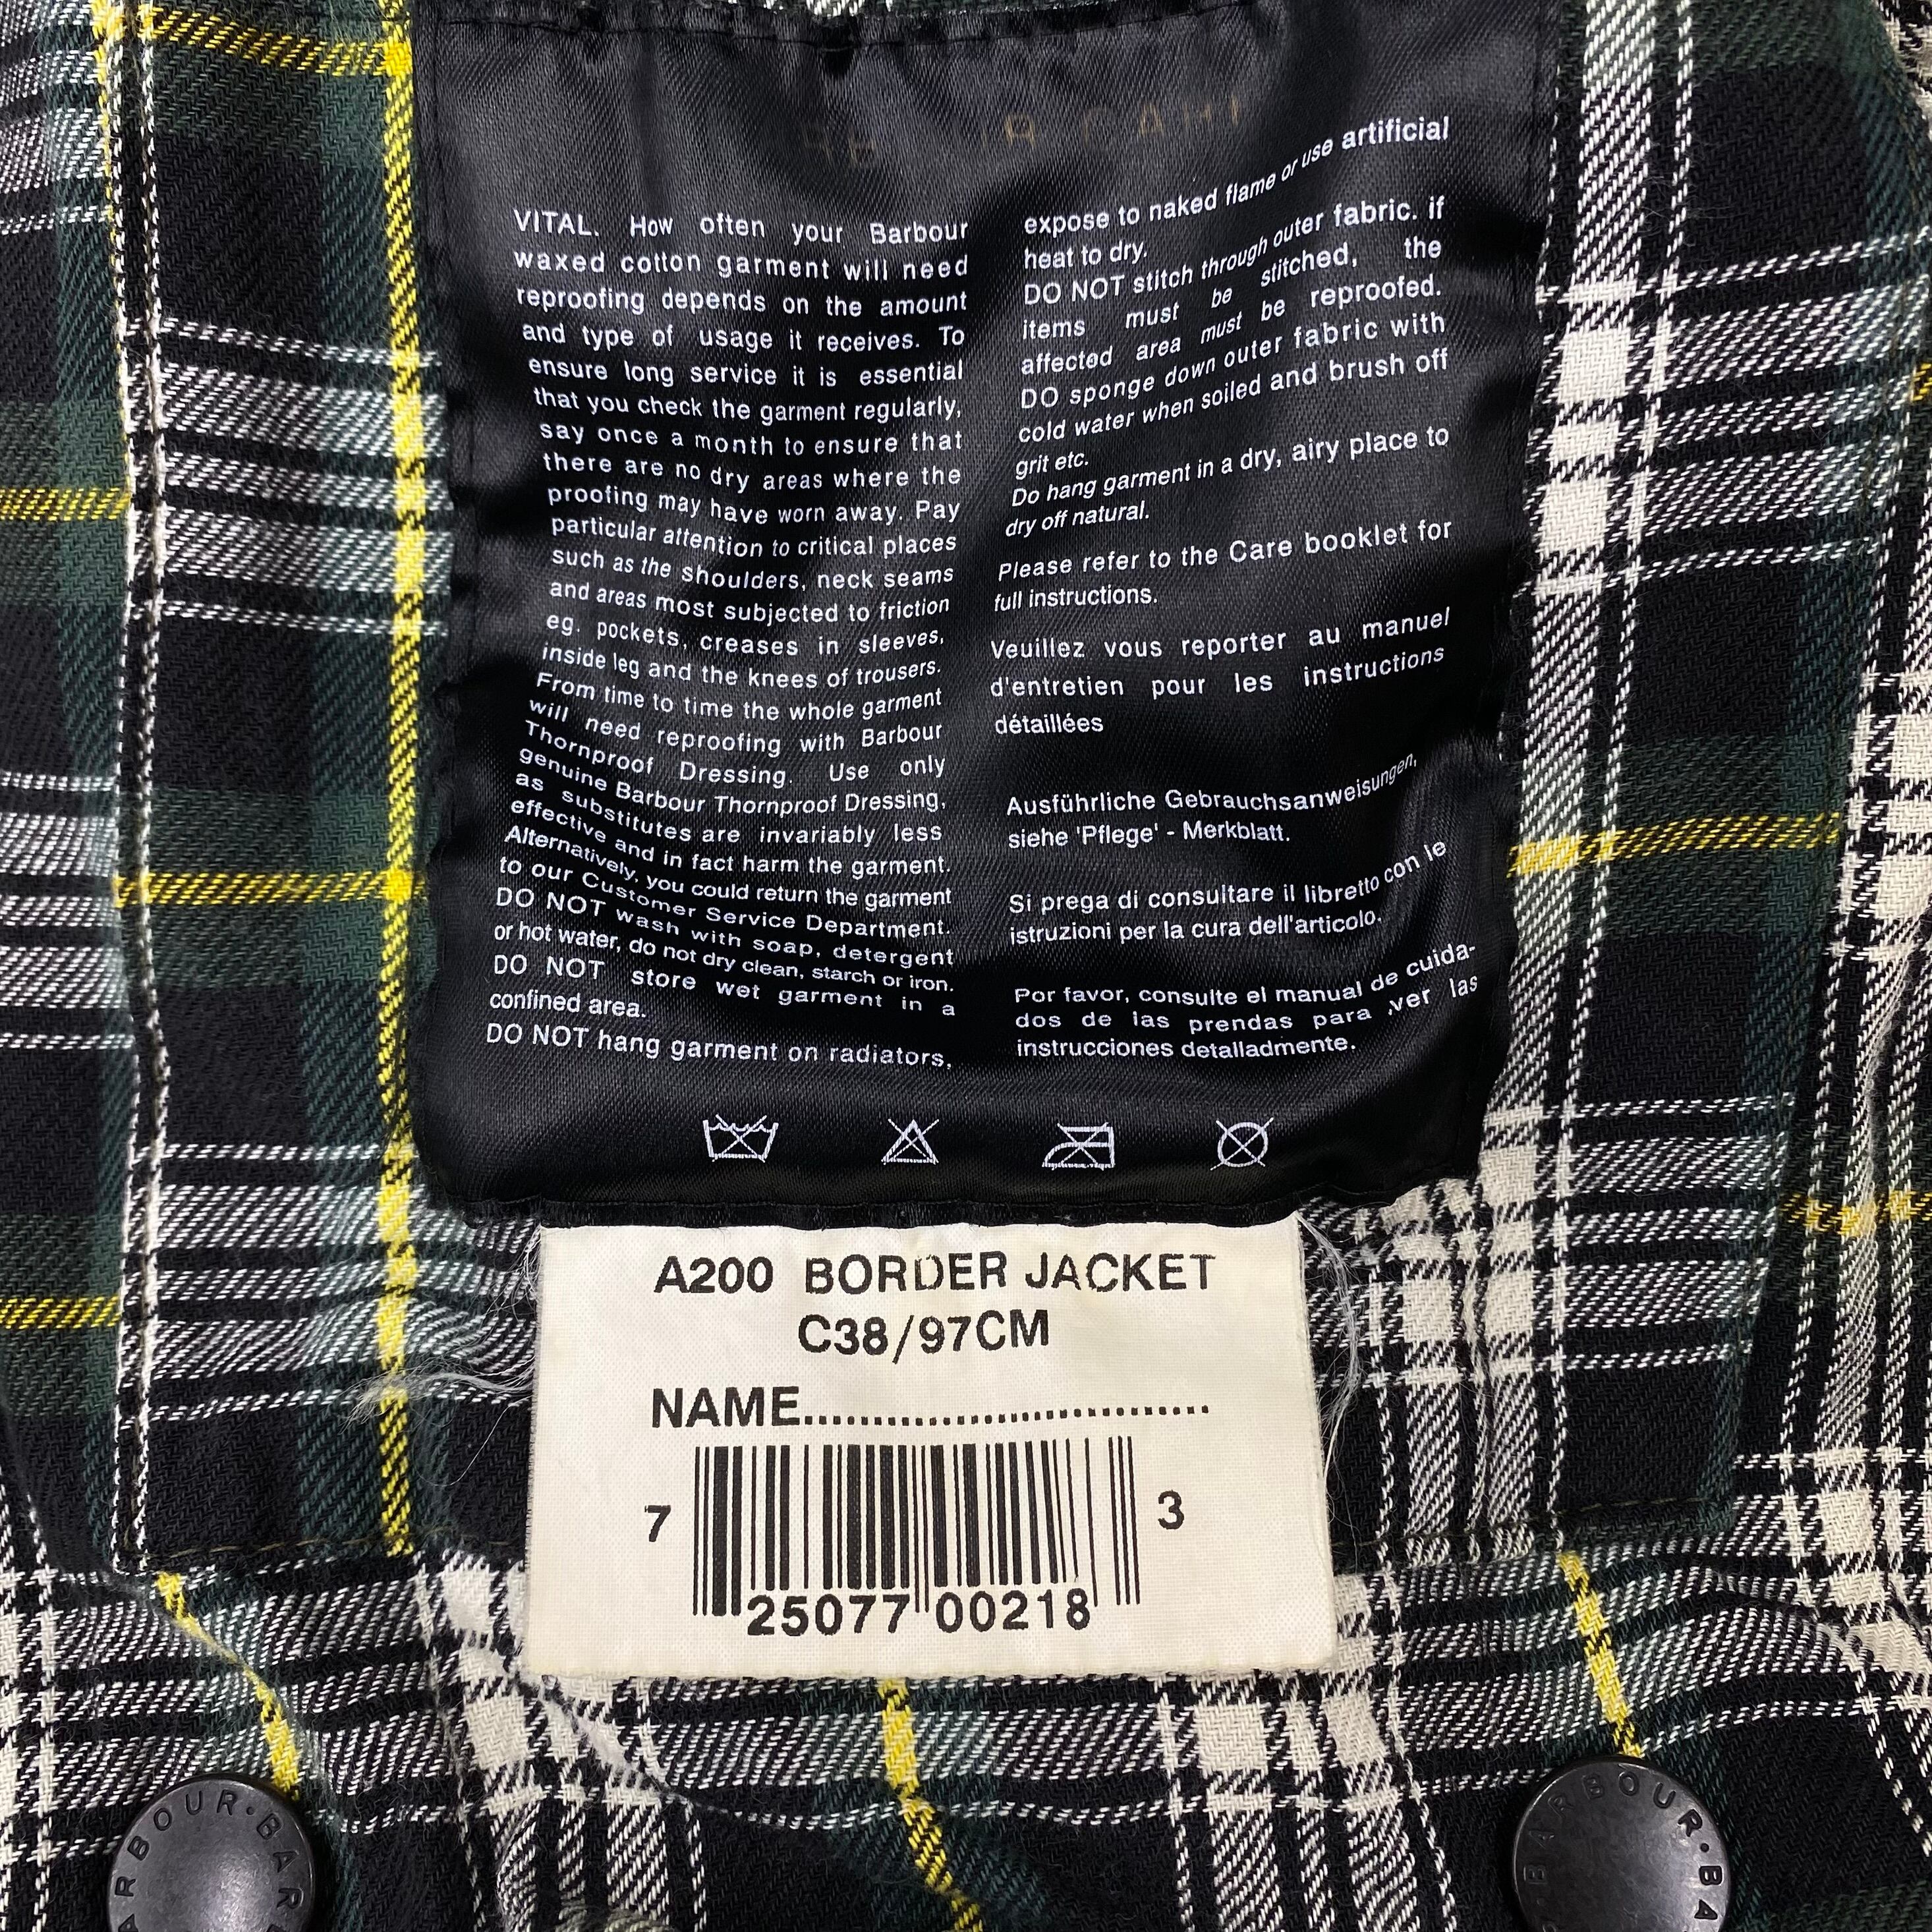 VITAL. How often your Barbour
waxed cotton garment will need
reproofing depends on the amount
and type of usage it receives. To
ensure long service it is essential
that you check the garment regularly,
say once a month to ensure that
there are no dry areas where the
proofing may have worn away. Pay
particular attention to critical places
such as the shoulders, neck seams
and areas most subjected to friction
eg. pockets, creases in sleeves,
inside leg and the knees of trousers.
From time to time the whole garment
will need reproofing with Barbour
Thornproof Dressing. Use only
genuine Barbour Thornproof Dressing,
as substitutes are invariably less
effective and in fact harm the garment.
Alternatively, you could return the garment
to our Customer Service Department.
DO NOT wash with soap, detergent
or hot water, do not dry clean, starch or iron.
DO NOT store wet garment in a
confined area.
DO NOT hang garment on radiators,
expose to naked flame or use artificial
heat to dry.
DO NOT stitch through outer fabric. if
items must be stitched, the
affected area must be reproofed.
DO sponge down outer fabric with
cold water when soiled and brush off
grit etc.
Do hang garment in a dry, airy place to
dry off natural.
Please refer to the Care booklet for
full instructions.
Veuillez vous reporter au manuel
d'entretien pour les instructions
détaillées
Ausführliche Gebrauchsanweisungen,
siehe 'Pflege' - Merkblatt.
Si prega di consultare il libretto con le
istruzioni per la cura dell'articolo.
Por favor, consulte el manual de cuida-
dos de las prendas para ,ver las
instrucciones detalladmente.
A200 BORDER JACKET
C38/97CM
NAME..............................
7 25077 00218 3
BARBOUR · BAR
BARBOUR · BA